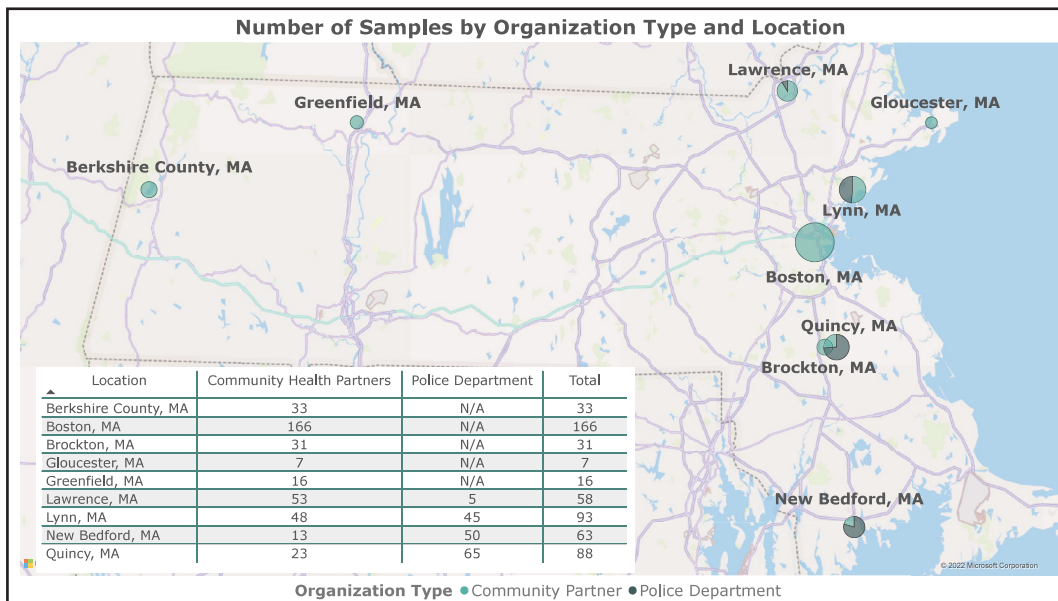 Number of Samples by Organization Type and Location
Lawrence, MA
Greenfield, MA
Gloucester, MA
Berkshire County, MA
Lynn, MA
Boston, MA
Quincy, MA
Brockton, MA
New Bedford, MA
Location Community Health Partners Police Department Total
Berkshire County, MA 33 N/A 33
Boston, MA 166 N/A 166
Brockton, MA 31 N/A 31
Gloucester, MA 7 N/A 7
Greenfield, MA 16 N/A 16
Lawrence, MA 53 5 58
Lynn, MA 48 45 93
New Bedford, MA 13 50 63
Quincy, MA 23 65 88
© 2022 Microsoft Corporation
Organization Type Community Partner Police Department